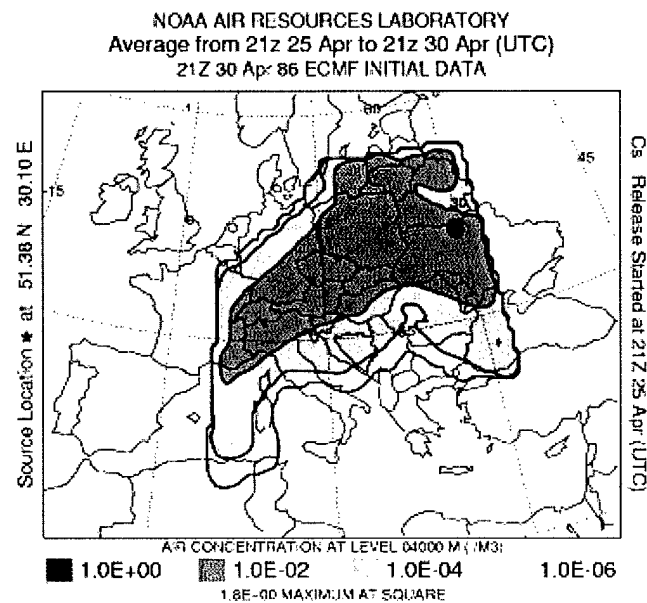 NOAA AIR RESOURCES LABORATORY
Average from 21z 25 Apr to 21z 30 Apr (UTC)
21Z 30 Apr 86 ECMF INITIAL DATA
Source Location ★ at 51.38 N 30.10 E
-15
60
45
30
Cs Release Started at 21Z 25 Apr (UTC)
AIR CONCENTRATION AT LEVEL 04000 M ( /M3)
1.0E+00 1.0E-02 1.0E-04 1.0E-06
1.8E-00 MAXIMUM AT SQUARE